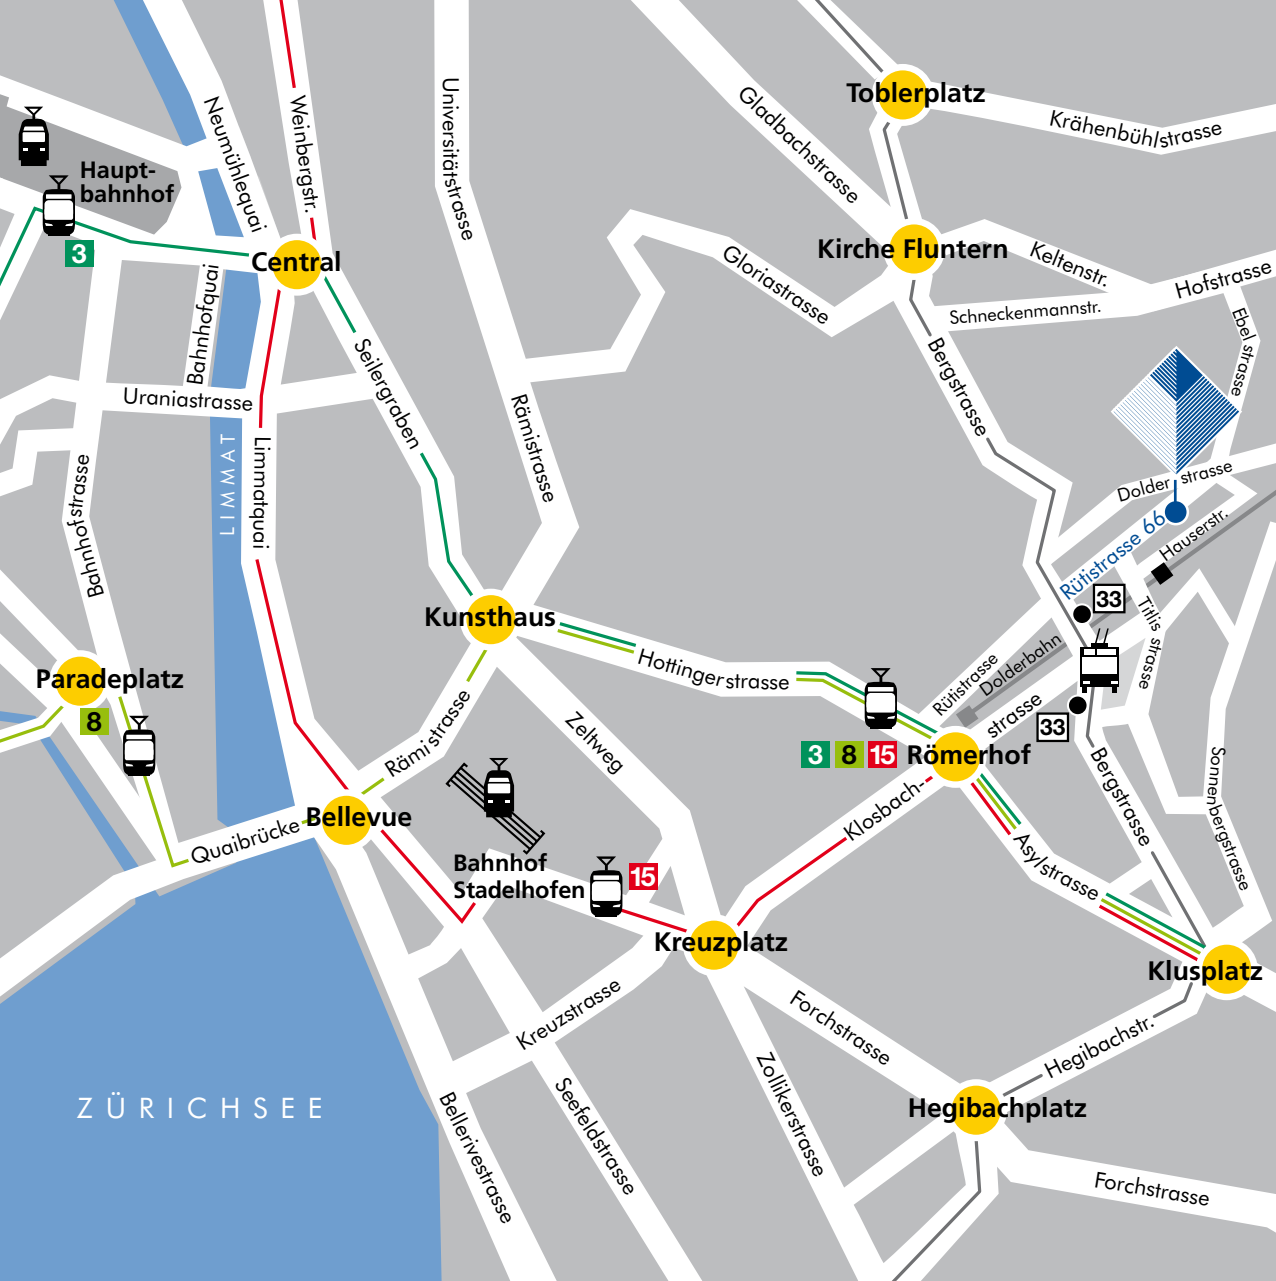 Toblerplatz
Krähenbühlstrasse
Gladbachstrasse
Universitätstrasse
Weinbergstr.
Neumühlequai
Haupt-
bahnhof
3
Central
Kirche Fluntern
Keltenstr.
Hofstrasse
Gloriastrasse
Schneckenmannstr.
Ebelstrasse
Bahnhofquai
Seilergraben
Bergstrasse
Uraniastrasse
Rämistrasse
LIMMAT
Limmatquai
Bahnhofstrasse
Dolderstrasse
Rütistrasse 66
Hauserstr.
33
Titlisstrasse
Kunsthaus
Hottingerstrasse
Rütistrasse
Dolderbahn
Paradeplatz
8
Rämistrasse
Zeltweg
strasse
33
3 8 15
Römerhof
Bergstrasse
Sonnenbergstrasse
Klosbach-
Bellevue
Quaibrücke
Bahnhof
Stadelhofen
15
Asylstrasse
Kreuzplatz
Klusplatz
Kreuzstrasse
Forchstrasse
Hegibachstr.
ZÜRICHSEE
Hegibachplatz
Zollikerstrasse
Seefeldstrasse
Bellerivestrasse
Forchstrasse